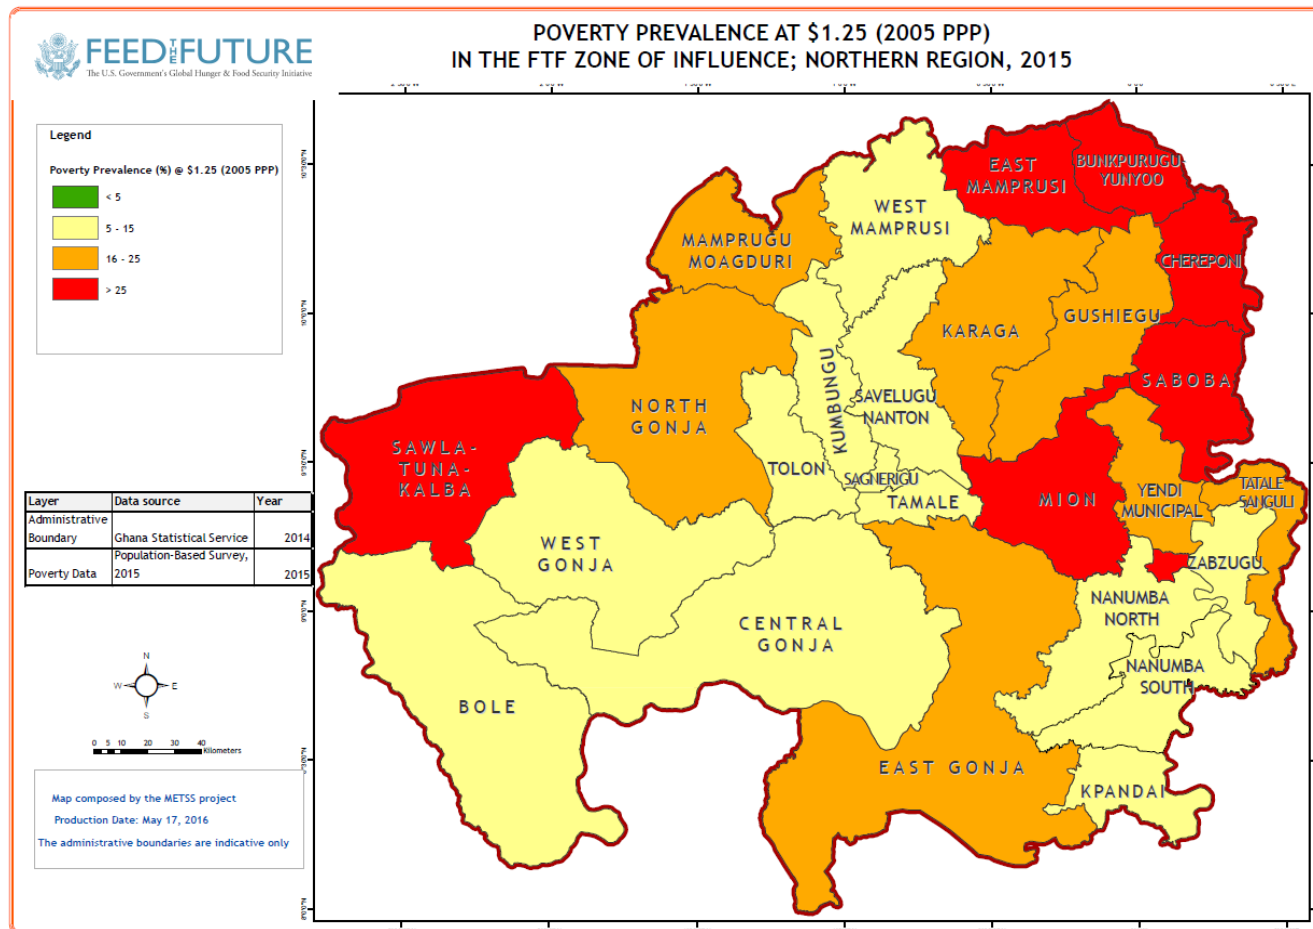 FEED THE FUTURE
The U.S. Government's Global Hunger & Food Security Initiative
POVERTY PREVALENCE AT $1.25 (2005 PPP)
IN THE FTF ZONE OF INFLUENCE; NORTHERN REGION, 2015
Legend
Poverty Prevalence (%) @ $1.25 (2005 PPP)
< 5
5 - 15
16 - 25
> 25
Layer Data source Year
Administrative
Boundary Ghana Statistical Service 2014
Population-Based Survey,
Poverty Data 2015 2015
N
W E
S
0 5 10 20 30 40
Kilometers
Map composed by the METSS project
Production Date: May 17, 2016
The administrative boundaries are indicative only
EAST
MAMPRUSI
BUNKPURUGU
YUNYOO
WEST
MAMPRUSI
MAMPRUGU
MOAGDURI
CHEREPONI
GUSHIEGU
KARAGA
SABOBA
KUMBUNGU
SAVELUGU
NANTON
NORTH
GONJA
SAWLA-
TUNA-
KALBA
TOLON
SAGNERIGU
TAMALE
MION
YENDI
MUNICIPAL
TATALE
SANGULI
WEST
GONJA
ZABZUGU
NANUMBA
NORTH
CENTRAL
GONJA
NANUMBA
SOUTH
BOLE
EAST GONJA
KPANDAI